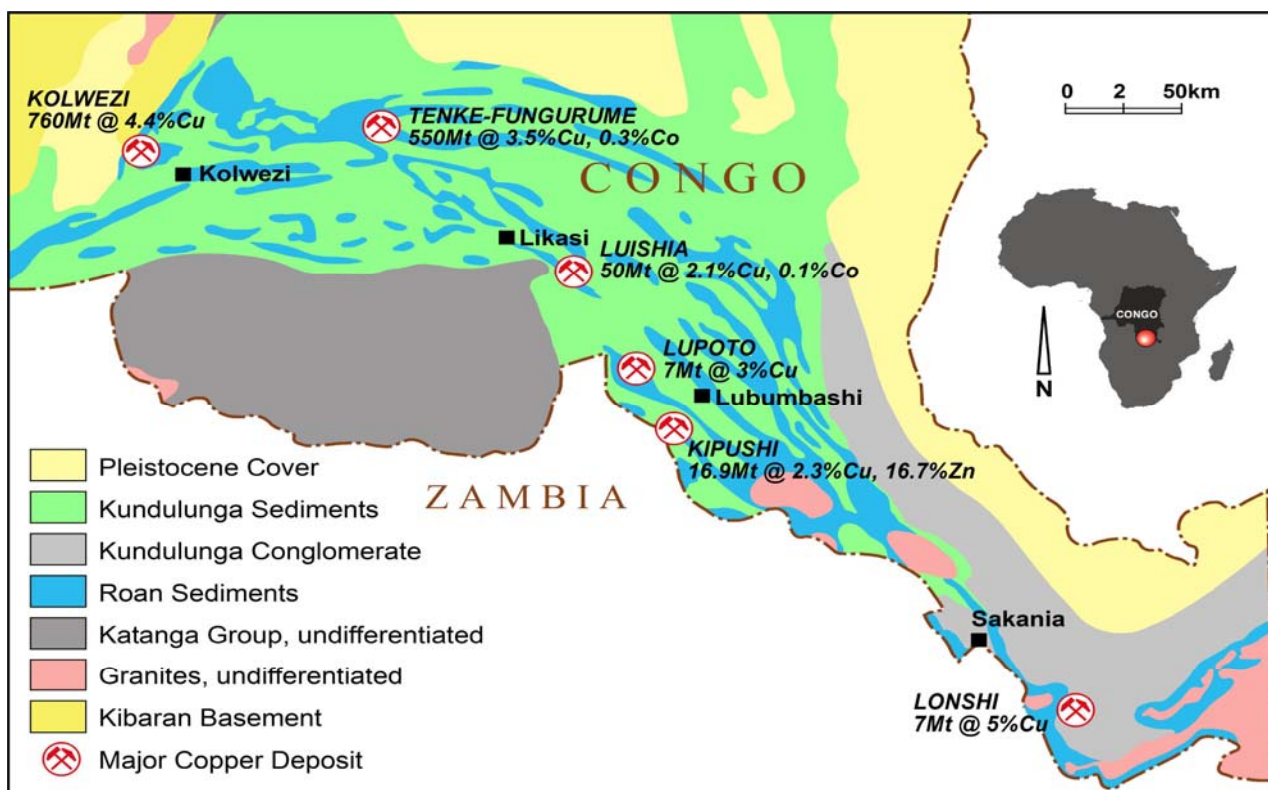 KOLWEZI
760Mt @ 4.4%Cu
TENKE-FUNGURUME
550Mt @ 3.5%Cu, 0.3%Co
0 2 50km
Kolwezi
CONGO
Likasi
LUISHIA
50Mt @ 2.1%Cu, 0.1%Co
CONGO
N
LUPOTO
7Mt @ 3%Cu
Lubumbashi
KIPUSHI
16.9Mt @ 2.3%Cu, 16.7%Zn
ZAMBIA
Sakania
LONSHI
7Mt @ 5%Cu
Pleistocene Cover
Kundulunga Sediments
Kundulunga Conglomerate
Roan Sediments
Katanga Group, undifferentiated
Granites, undifferentiated
Kibaran Basement
Major Copper Deposit